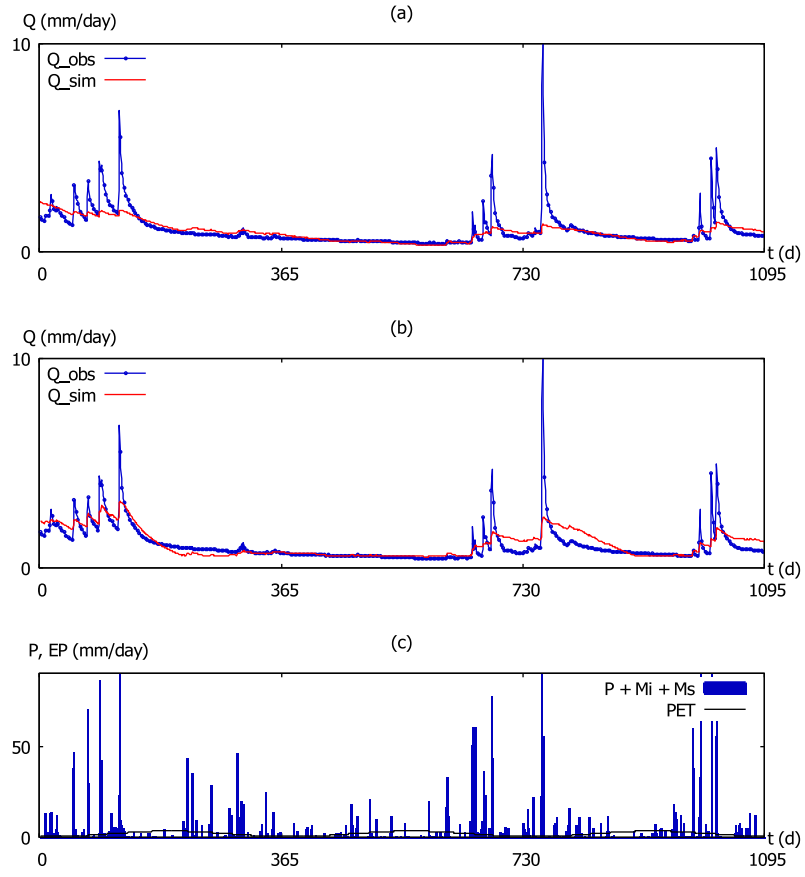 (a)
Q (mm/day)
10
Q_obs
Q_sim
0
t (d)
0 365 730 1095
(b)
Q (mm/day)
10
Q_obs
Q_sim
0
t (d)
0 365 730 1095
(c)
P, EP (mm/day)
P + Mi + Ms
PET
50
0
t (d)
0 365 730 1095